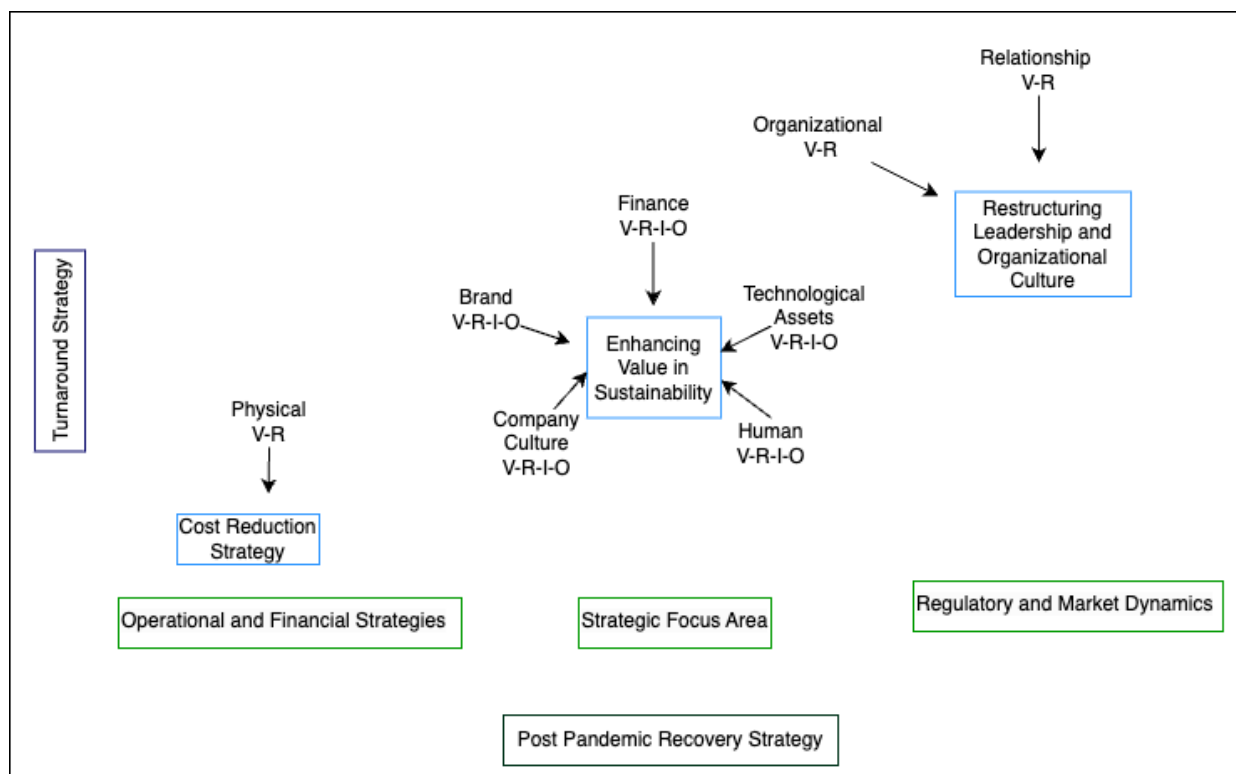 Relationship
V-R
Organizational
V-R
Restructuring
Leadership and
Organizational
Culture
Finance
V-R-I-O
Brand
V-R-I-O
Technological
Assets
V-R-I-O
Enhancing
Value in
Sustainability
Company
Culture
V-R-I-O
Human
V-R-I-O
Turnaround Strategy
Physical
V-R
Cost Reduction
Strategy
Operational and Financial Strategies
Strategic Focus Area
Regulatory and Market Dynamics
Post Pandemic Recovery Strategy